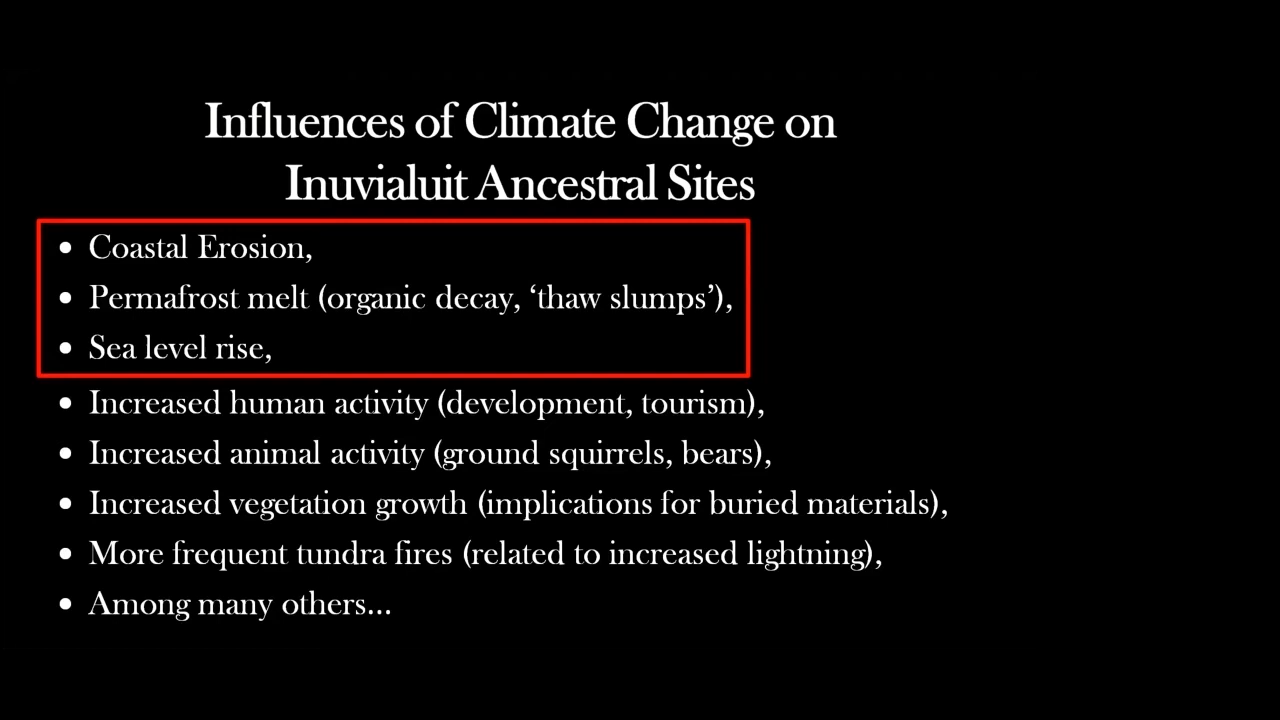 Influences of Climate Change on
Inuvialuit Ancestral Sites
• Coastal Erosion,
• Permafrost melt (organic decay, ‘thaw slumps’),
• Sea level rise,
• Increased human activity (development, tourism),
• Increased animal activity (ground squirrels, bears),
• Increased vegetation growth (implications for buried materials),
• More frequent tundra fires (related to increased lightning),
• Among many others...